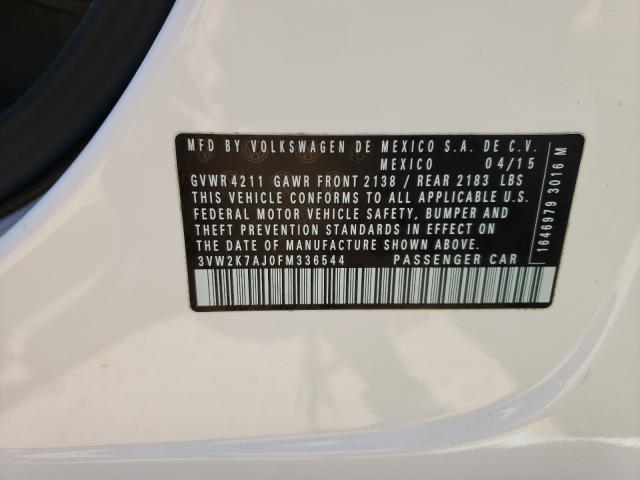 MFD BY VOLKSWAGEN DE MEXICO S.A. DE C.V.
MEXICO 04/15
GVWR 4211 GAWR FRONT 2138 / REAR 2183 LBS
THIS VEHICLE CONFORMS TO ALL APPLICABLE U.S.
FEDERAL MOTOR VEHICLE SAFETY, BUMPER AND
THEFT PREVENTION STANDARDS IN EFFECT ON
THE DATE OF MANUFACTURE SHOWN ABOVE.
3VW2K7AJ0FM336544 PASSENGER CAR
1646979 3016 M